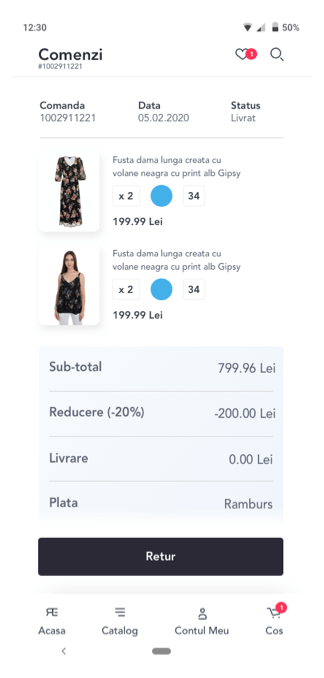 12:30
50%
Comenzi
1
#1002911221
Comanda Data Status
1002911221 05.02.2020 Livrat
Fusta dama lunga creata cu
volane neagra cu print alb Gipsy
x 2 34
199.99 Lei
Fusta dama lunga creata cu
volane neagra cu print alb Gipsy
x 2 34
199.99 Lei
Sub-total 799.96 Lei
Reducere (-20%) -200.00 Lei
Livrare 0.00 Lei
Plata Ramburs
Retur
1
Acasa Catalog Contul Meu Cos